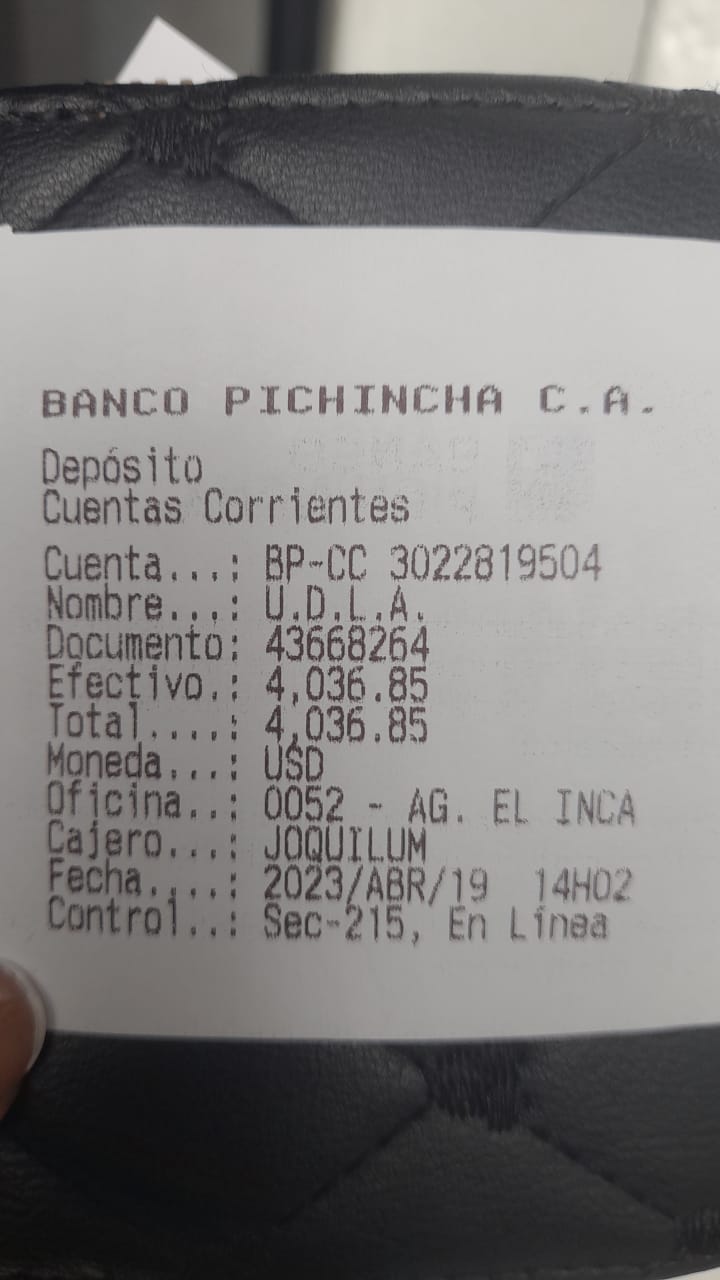 BANCO PICHINCHA C.A.
Depósito
Cuentas Corrientes
Cuenta...: BP-CC 3022819504
Nombre...: U.D.L.A.
Documento: 43668264
Efectivo.: 4,036.85
Total....: 4,036.85
Moneda...: USD
Oficina..: 0052 - AG. EL INCA
Cajero...: JOQUILUM
Fecha....: 2023/ABR/19 14H02
Control..: Sec-215, En Línea